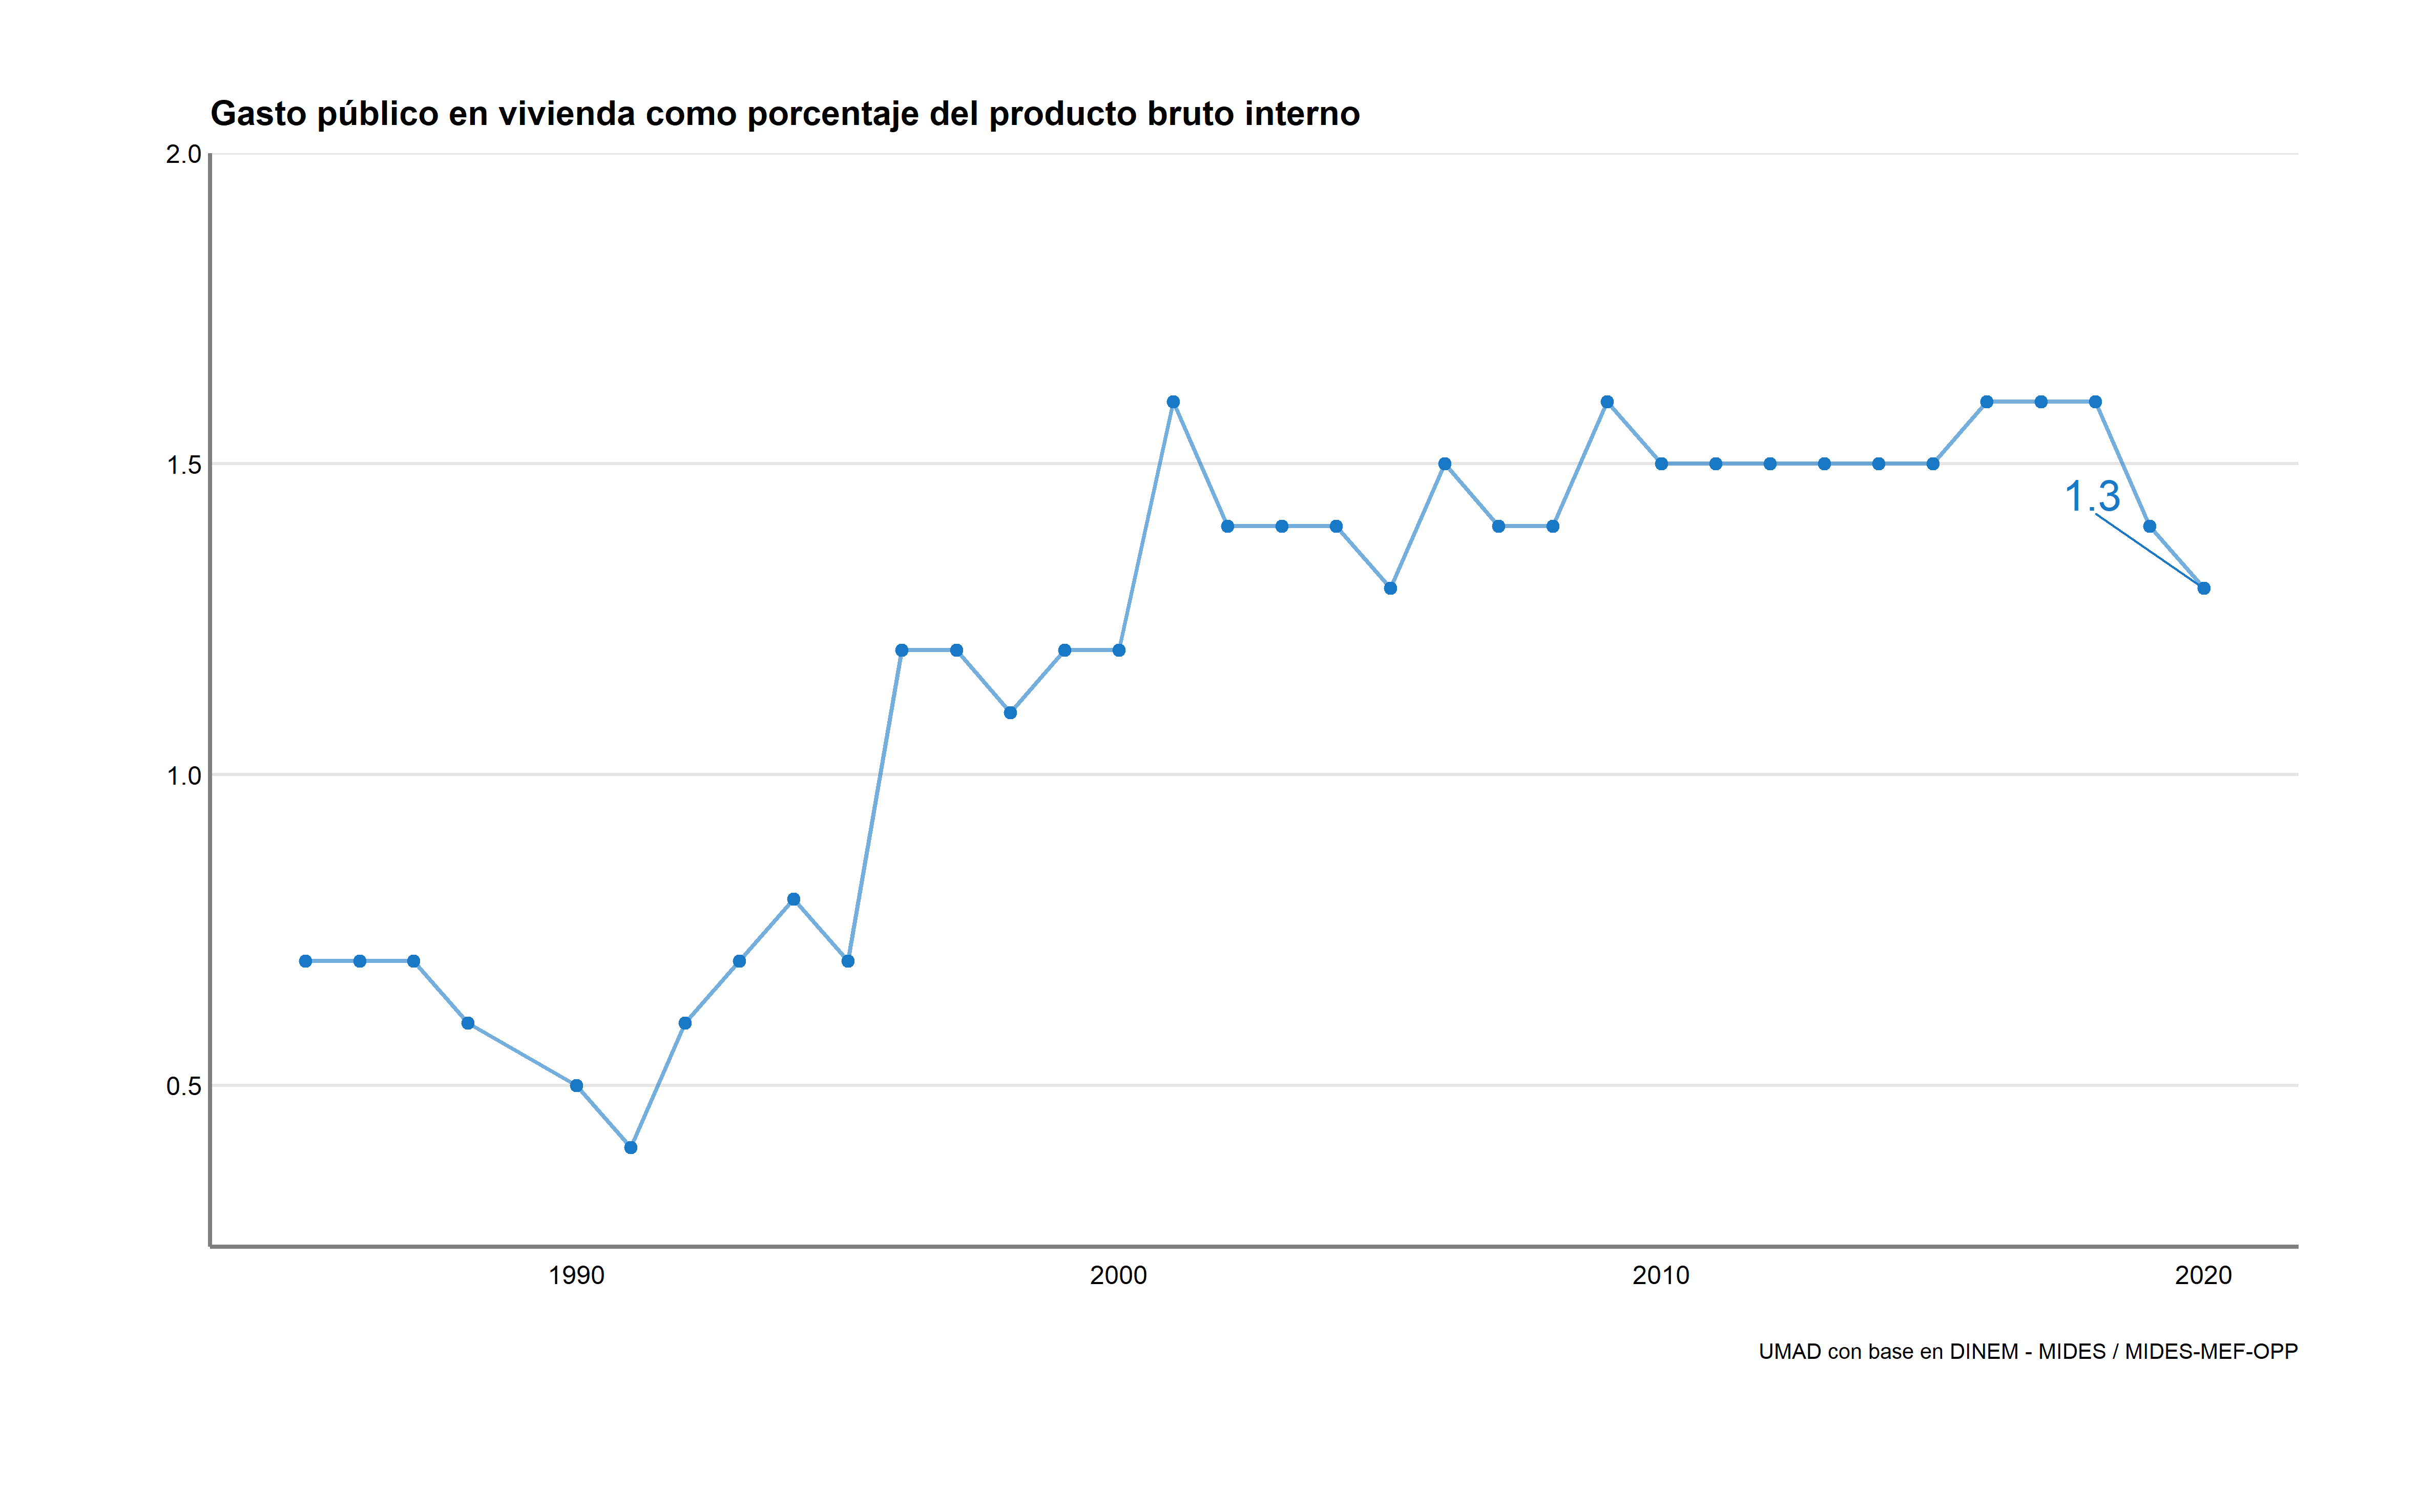 Gasto público en vivienda como porcentaje del producto bruto interno
2.0
1.5
1.3
1.0
0.5
1990 2000 2010 2020
UMAD con base en DINEM - MIDES / MIDES-MEF-OPP